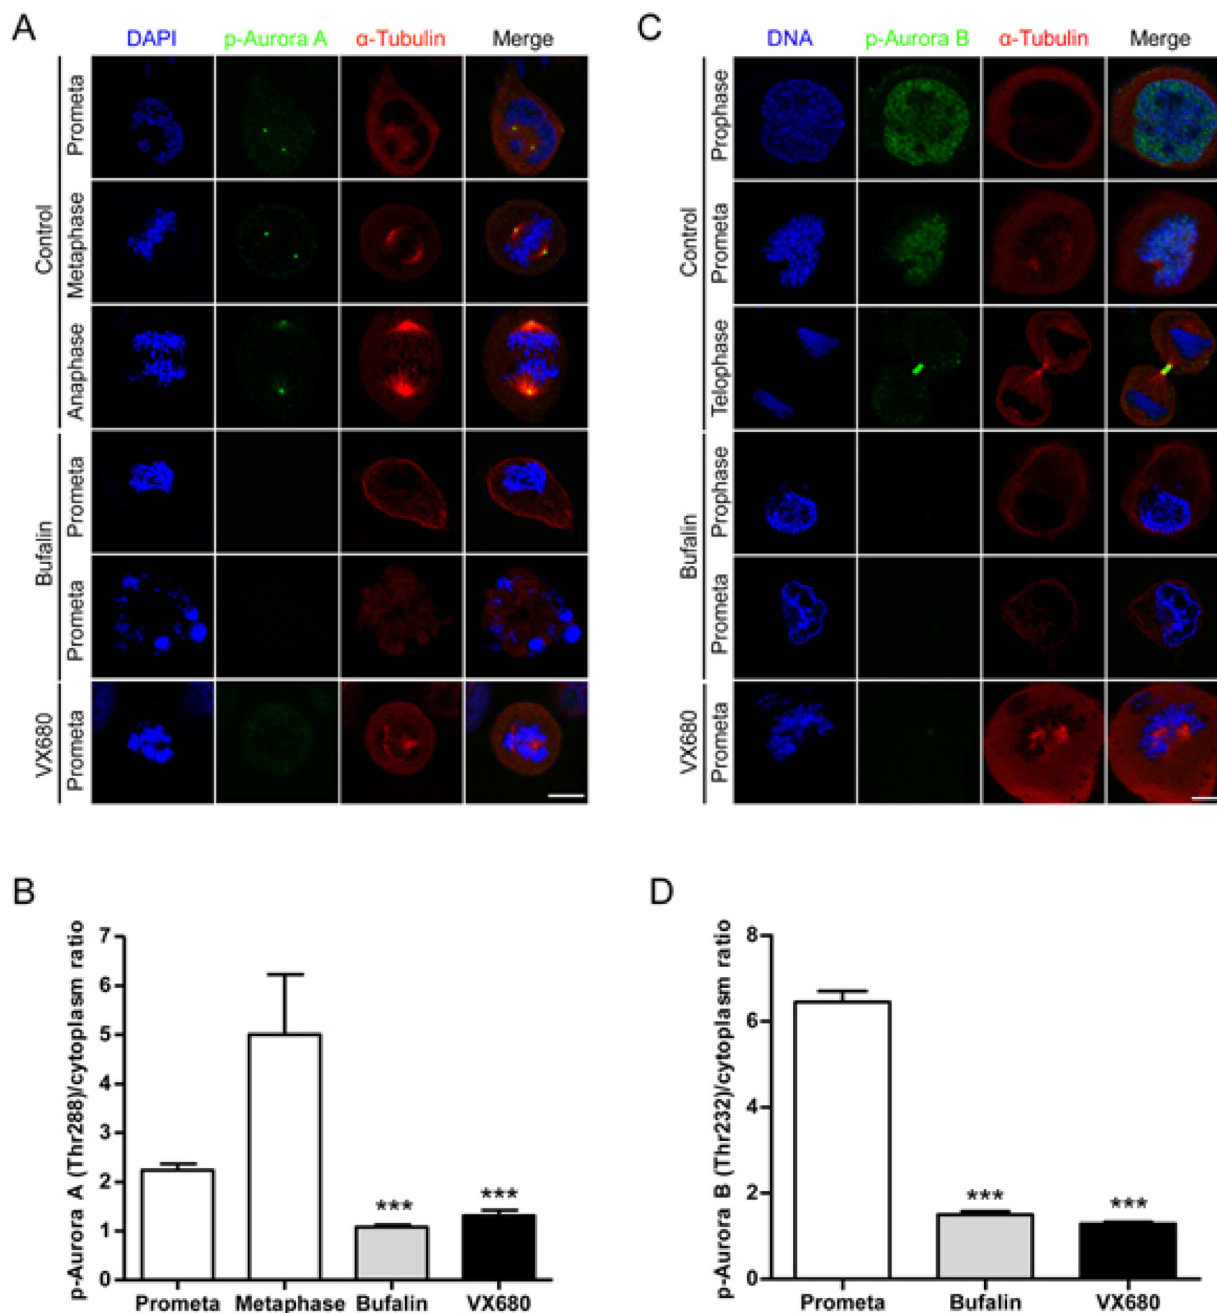 A
DAPI p-Aurora A α-Tubulin Merge
Control
Prometa
Metaphase
Anaphase
Bufalin
Prometa
Prometa
VX680
Prometa
C
DNA p-Aurora B α-Tubulin Merge
Control
Prophase
Prometa
Telophase
Bufalin
Prophase
Prometa
VX680
Prometa
B
p-Aurora A (Thr288)/cytoplasm ratio
7
6
5
4
3
2
1
0
***
***
Prometa Metaphase Bufalin VX680
D
p-Aurora B (Thr232)/cytoplasm ratio
8
6
4
2
0
***
***
Prometa Bufalin VX680